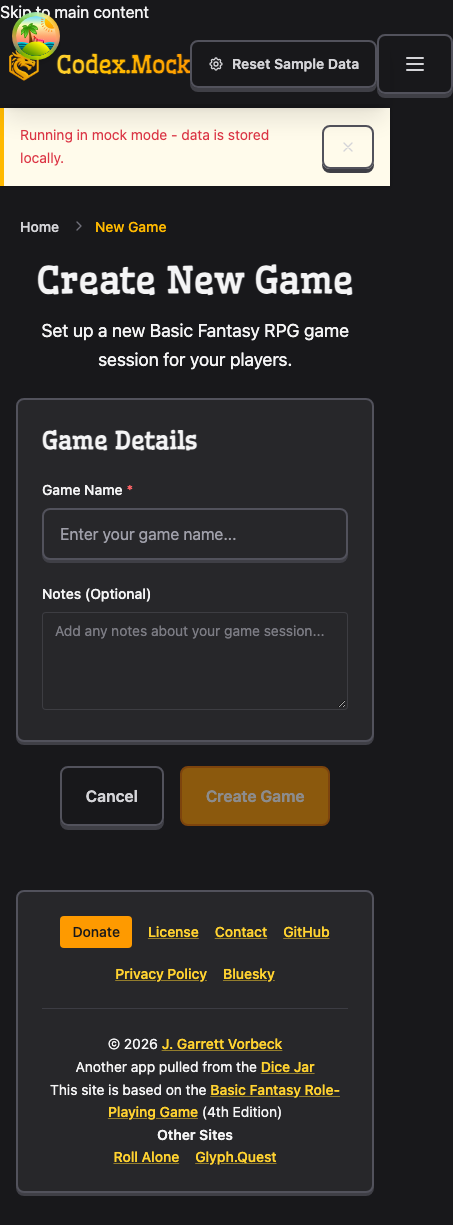 Skip to main content
Codex.Mock
Reset Sample Data
Running in mock mode - data is stored
locally.
Home
New Game
Create New Game
Set up a new Basic Fantasy RPG game
session for your players.
Game Details
Game Name *
Enter your game name...
Notes (Optional)
Add any notes about your game session...
Cancel
Create Game
Donate License Contact GitHub
Privacy Policy Bluesky
© 2026 J. Garrett Vorbeck
Another app pulled from the Dice Jar
This site is based on the Basic Fantasy Role-
Playing Game (4th Edition)
Other Sites
Roll Alone Glyph.Quest